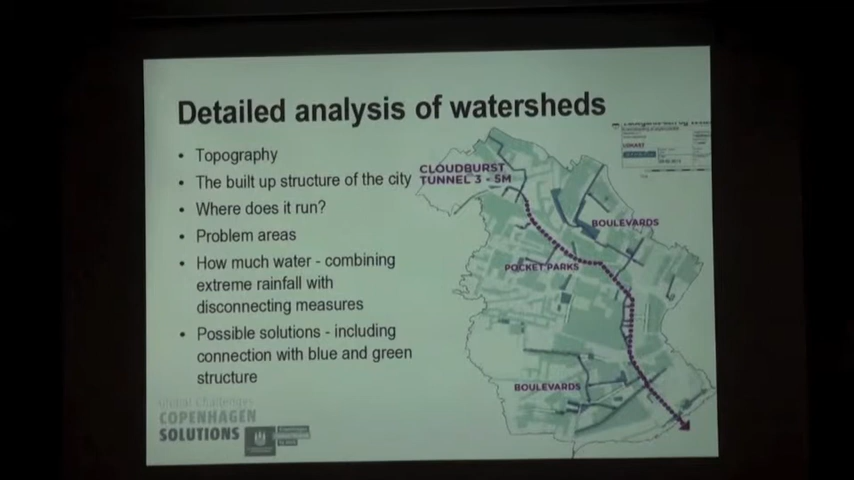 Detailed analysis of watersheds
• Topography
• The built up structure of the city
• Where does it run?
• Problem areas
• How much water - combining
extreme rainfall with
disconnecting measures
• Possible solutions - including
connection with blue and green
structure
CLOUDBURST
TUNNEL 3 - 5M
BOULEVARDS
POCKET PARKS
BOULEVARDS
Global Challenges
COPENHAGEN
SOLUTIONS